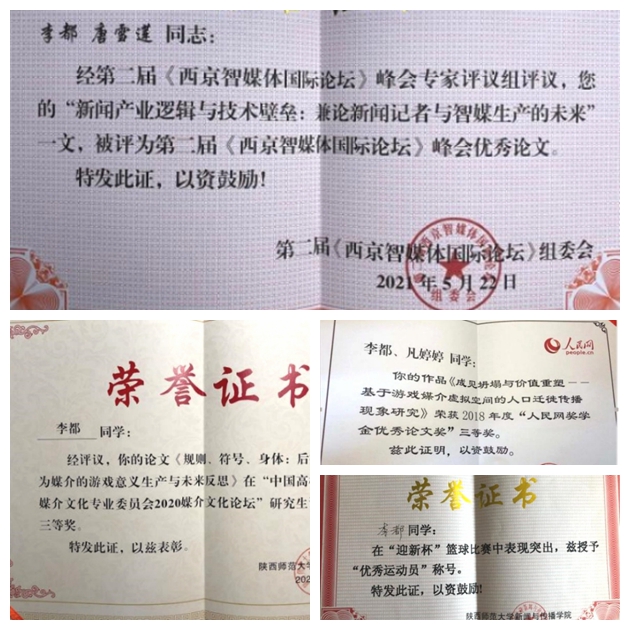 李都 唐雪莲 同志：
经第二届《西京智媒体国际论坛》峰会专家评议组评议，您
的“新闻产业逻辑与技术壁垒：兼论新闻记者与智媒生产的未来”
一文，被评为第二届《西京智媒体国际论坛》峰会优秀论文。
特发此证，以资鼓励！
第二届《西京智媒体国际论坛》组委会
2021 年 5 月 22 日
组委会
荣誉证书
李都 同学：
经评议，你的论文《规则、符号、身体：后
为媒介的游戏意义生产与未来反思》在“中国高
媒介文化专业委员会2020媒介文化论坛”研究生
三等奖。
特发此证，以兹表彰。
陕西师范大
202
人民网
people.cn
李都、凡婷婷 同学：
你的作品《成见坍塌与价值重塑——
基于游戏媒介虚拟空间的人口迁徙传播
现象研究》荣获 2018 年度“人民网奖学
金优秀论文奖”三等奖。
兹此证明，以资鼓励。
荣誉证书
李都 同学：
在“迎新杯”篮球比赛中表现突出，兹授予
“优秀运动员”称号。
特发此证，以资鼓励!
陕西师范大学新闻与传播学院